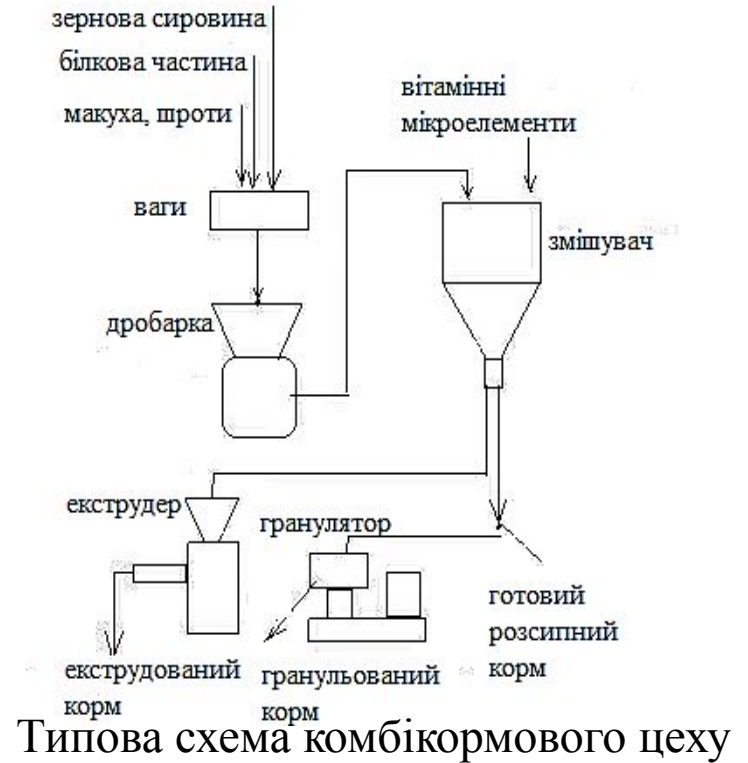 зернова сировина
білкова частина
макуха, шроти
вітамінні
мікроелементи
ваги
змішувач
дробарка
екструдер
гранулятор
готовий
розсипний
корм
екструдований
корм
гранульований
корм
Типова схема комбікормового цеху